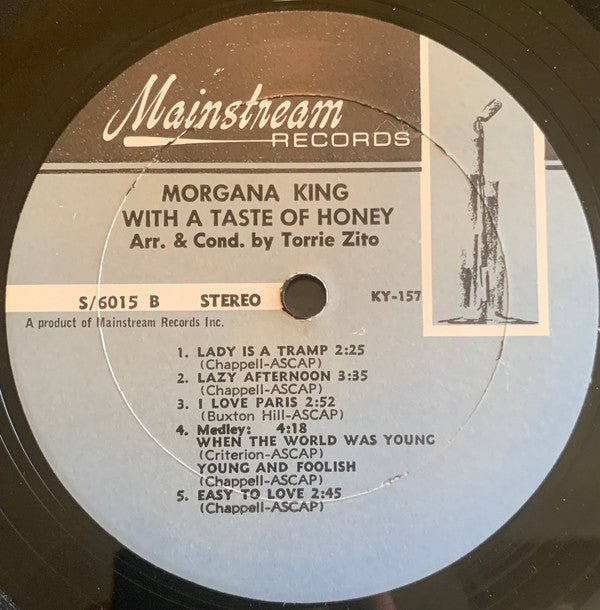 Mainstream
RECORDS
MORGANA KING
WITH A TASTE OF HONEY
Arr. & Cond. by Torrie Zito
S/6015 B STEREO KY-157
A product of Mainstream Records Inc.
1. LADY IS A TRAMP 2:25
(Chappell-ASCAP)
2. LAZY AFTERNOON 3:35
(Chappell-ASCAP)
3. I LOVE PARIS 2:52
(Buxton Hill-ASCAP)
4. Medley: 4:18
WHEN THE WORLD WAS YOUNG
(Criterion-ASCAP)
YOUNG AND FOOLISH
(Chappell-ASCAP)
5. EASY TO LOVE 2:45
(Chappell-ASCAP)